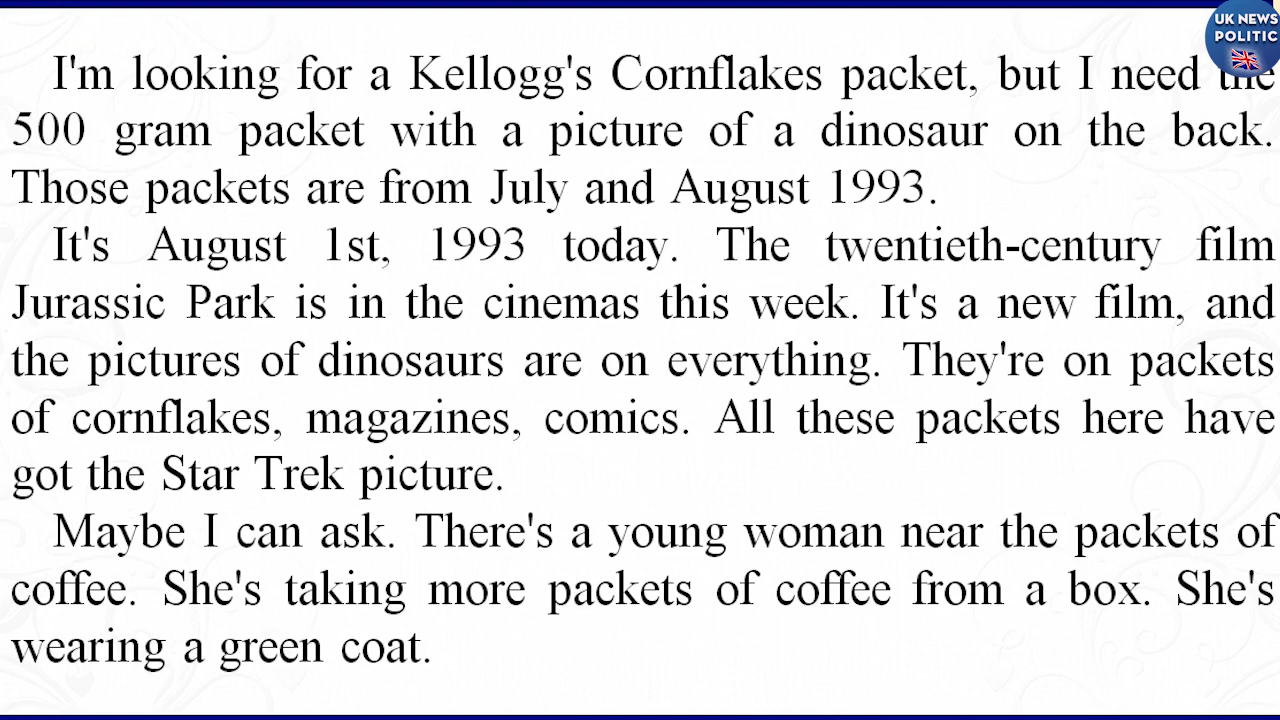 UK NEWS
POLITIC
I'm looking for a Kellogg's Cornflakes packet, but I need the
500 gram packet with a picture of a dinosaur on the back.
Those packets are from July and August 1993.
It's August 1st, 1993 today. The twentieth-century film
Jurassic Park is in the cinemas this week. It's a new film, and
the pictures of dinosaurs are on everything. They're on packets
of cornflakes, magazines, comics. All these packets here have
got the Star Trek picture.
Maybe I can ask. There's a young woman near the packets of
coffee. She's taking more packets of coffee from a box. She's
wearing a green coat.